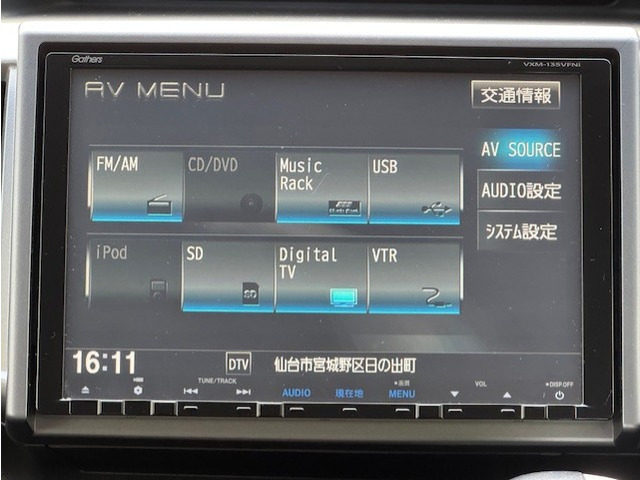 Gathers
VXM-135VFNi
AV MENU
交通情報
FM/AM
CD/DVD
Music
Rack
USB
AV SOURCE
AUDIO設定
システム設定
iPod
SD
Digital
TV
VTR
SD
16:11
DTV
仙台市宮城野区日の出町
TUNE/TRACK
AUDIO
現在地
●画面
MENU
VOL
●DISP.OFF